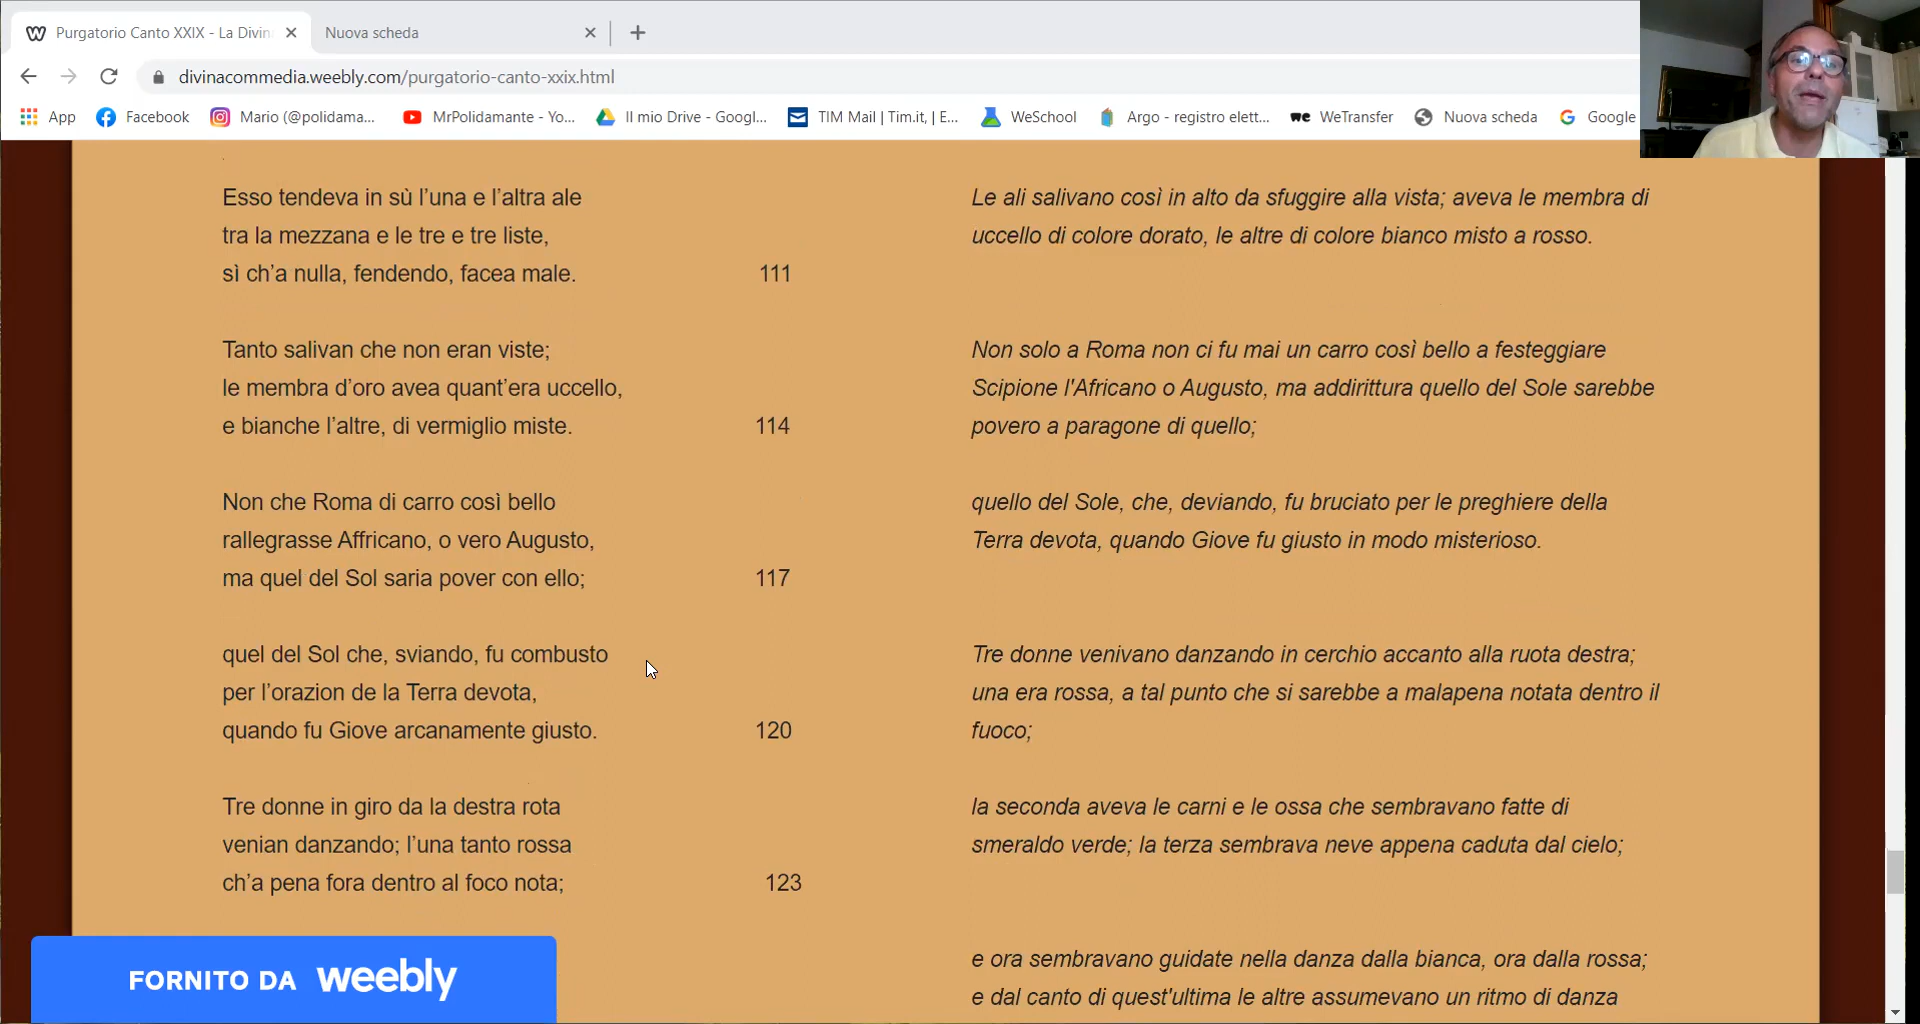 Purgatorio Canto XXIX - La Divin
Nuova scheda
divinacommedia.weebly.com/purgatorio-canto-xxix.html
App
Facebook
Mario (@polidama...
MrPolidamante - Yo...
Il mio Drive - Googl...
TIM Mail | Tim.it, | E...
WeSchool
Argo - registro elett...
WeTransfer
Nuova scheda
Google
Esso tendeva in sù l’una e l’altra ale
tra la mezzana e le tre e tre liste,
sì ch’a nulla, fendendo, facea male. 111
Tanto salivan che non eran viste;
le membra d’oro avea quant’era uccello,
e bianche l’altre, di vermiglio miste. 114
Non che Roma di carro così bello
rallegrasse Affricano, o vero Augusto,
ma quel del Sol saria pover con ello; 117
quel del Sol che, sviando, fu combusto
per l’orazion de la Terra devota,
quando fu Giove arcanamente giusto. 120
Tre donne in giro da la destra rota
venian danzando; l’una tanto rossa
ch’a pena fora dentro al foco nota; 123
Le ali salivano così in alto da sfuggire alla vista; aveva le membra di
uccello di colore dorato, le altre di colore bianco misto a rosso.
Non solo a Roma non ci fu mai un carro così bello a festeggiare
Scipione l'Africano o Augusto, ma addirittura quello del Sole sarebbe
povero a paragone di quello;
quello del Sole, che, deviando, fu bruciato per le preghiere della
Terra devota, quando Giove fu giusto in modo misterioso.
Tre donne venivano danzando in cerchio accanto alla ruota destra;
una era rossa, a tal punto che si sarebbe a malapena notata dentro il
fuoco;
la seconda aveva le carni e le ossa che sembravano fatte di
smeraldo verde; la terza sembrava neve appena caduta dal cielo;
e ora sembravano guidate nella danza dalla bianca, ora dalla rossa;
e dal canto di quest'ultima le altre assumevano un ritmo di danza
FORNITO DA weebly